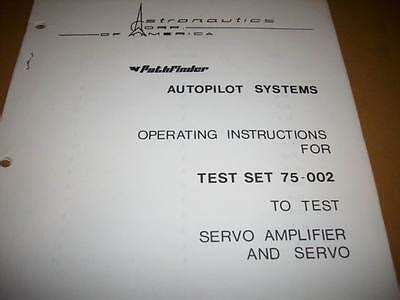 Astronautics
Corp.
OF AMERICA
Pathfinder
AUTOPILOT SYSTEMS
OPERATING INSTRUCTIONS
FOR
TEST SET 75-002
TO TEST
SERVO AMPLIFIER
AND SERVO